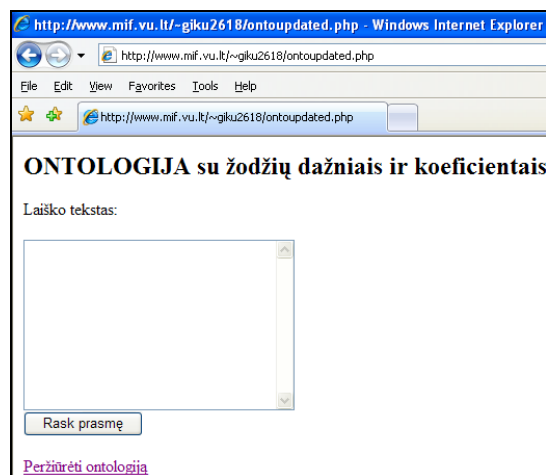 http://www.mif.vu.lt/~giku2618/ontoupdated.php - Windows Internet Explorer
http://www.mif.vu.lt/~giku2618/ontoupdated.php
File Edit View Favorites Tools Help
http://www.mif.vu.lt/~giku2618/ontoupdated.php
ONTOLOGIJA su žodžių dažniais ir koeficientais
Laiško tekstas:
Rask prasmę
Peržiūrėti ontologiją